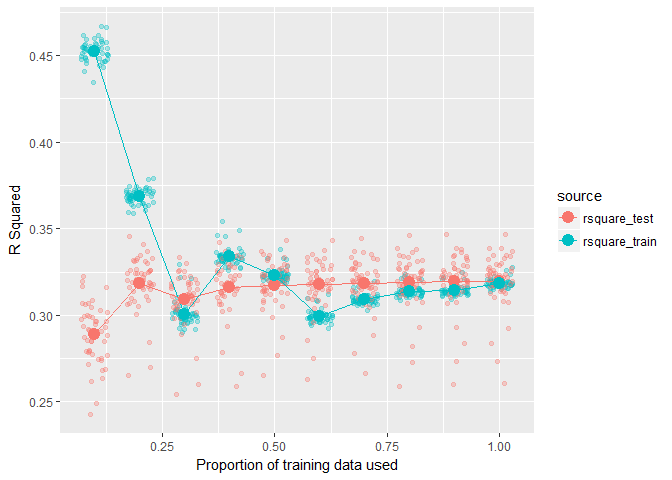 R Squared
0.45
0.40
0.35
0.30
0.25
0.25
0.50
0.75
1.00
Proportion of training data used
source
rsquare_test
rsquare_train